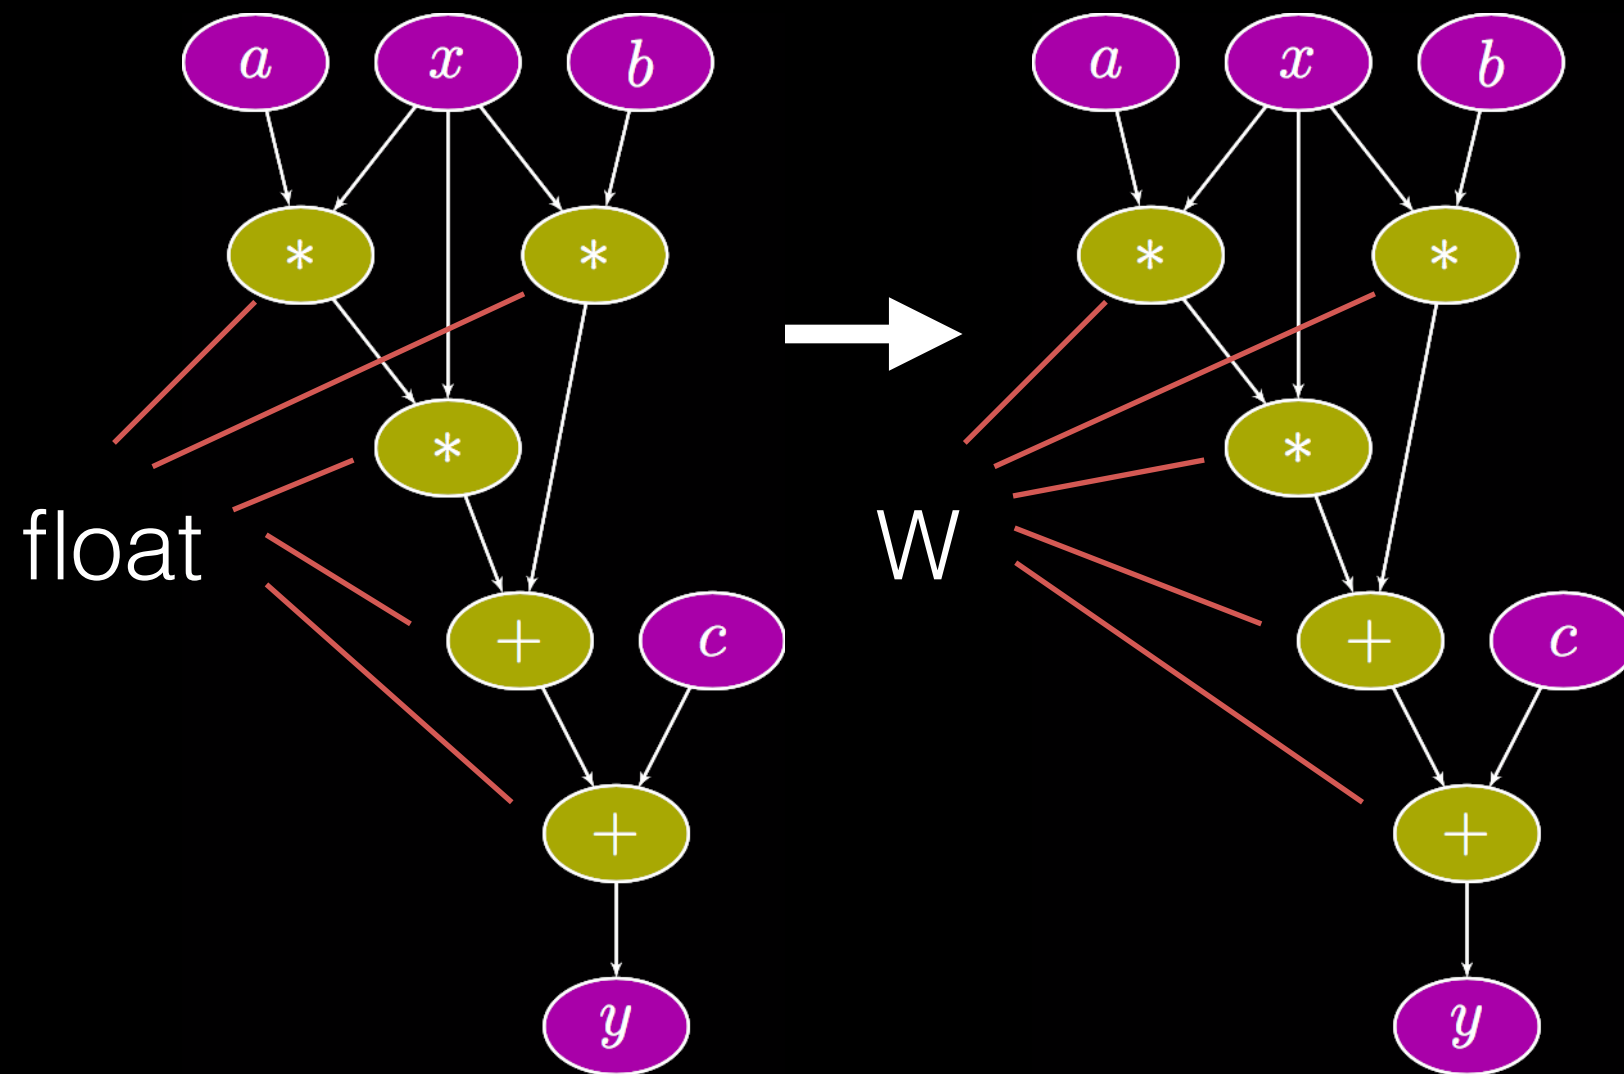 a x b a x b
* * * *
* *
float W
+ c + c
+ +
y y